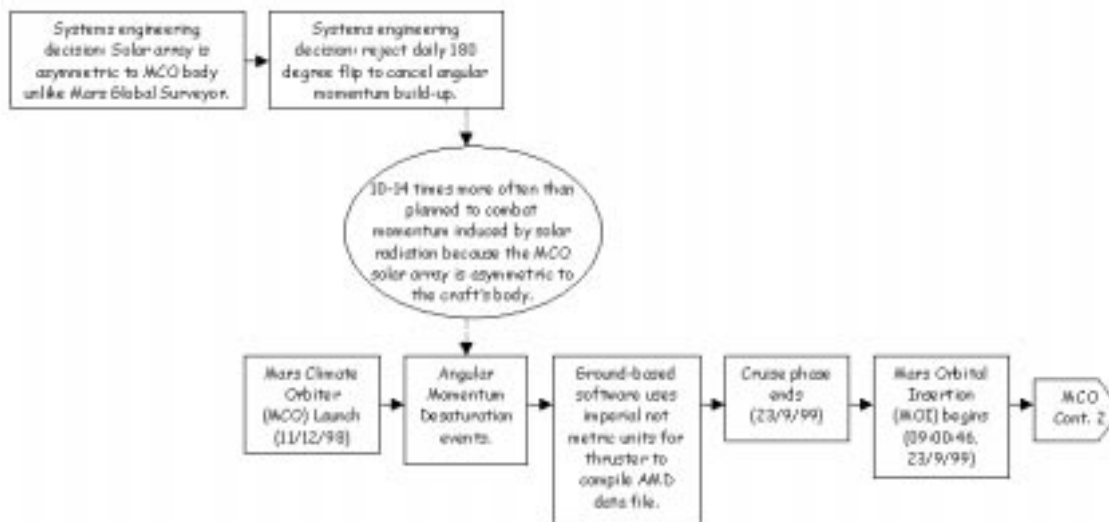 Systems engineering
decision: Solar array is
asymmetric to MCO body
unlike Mars Global Surveyor.
Systems engineering
decision: reject daily 180
degree flip to cancel angular
momentum build-up.
10-14 times more often than
planned to combat
momentum induced by solar
radiation because the MCO
solar array is asymmetric to
the craft's body.
Mars Climate
Orbiter
(MCO) Launch
(11/12/98)
Angular
Momentum
Desaturation
events.
Ground-based
software uses
imperial not
metric units for
thruster to
compile AMD
data file.
Cruise phase
ends
(23/9/99)
Mars Orbital
Insertion
(MOI) begins
(09:00:46,
23/9/99)
MCO
Cont. 2